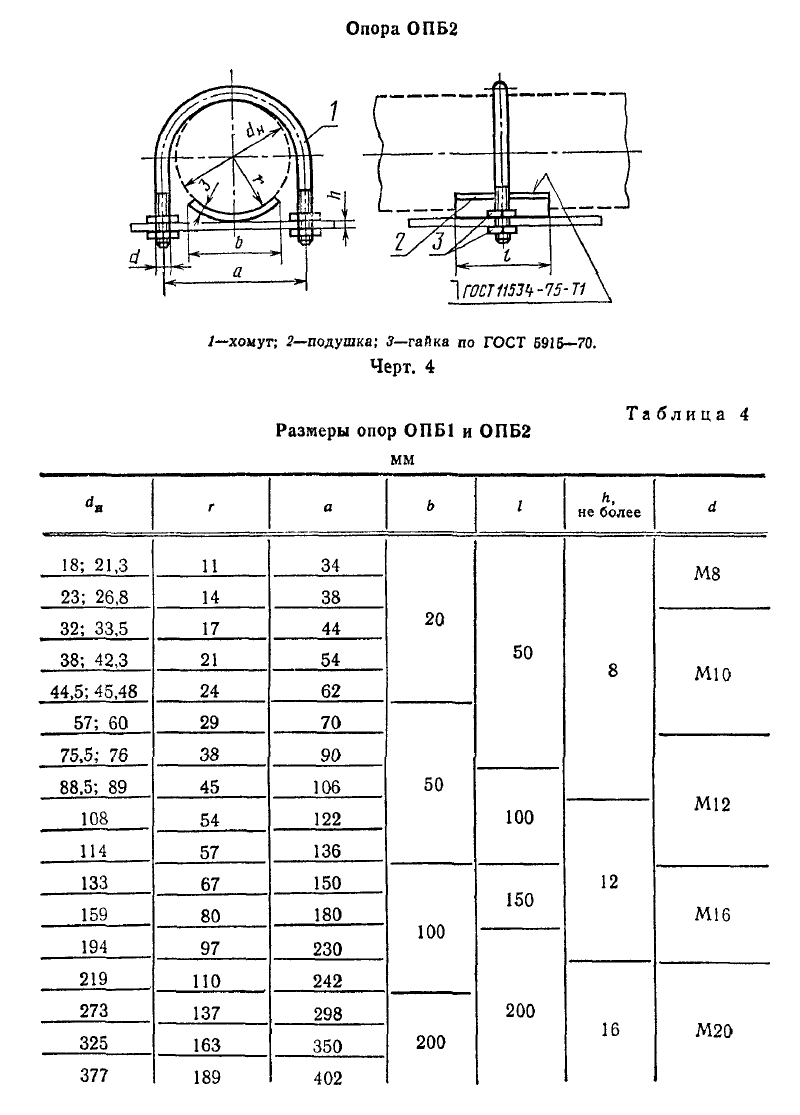 Опора ОПБ2
1
dн
r
3
h
d
b
a
2
3
l
ГОСТ 11534-75-Т1
1—хомут; 2—подушка; 3—гайка по ГОСТ 5915—70.
Черт. 4
Таблица 4
Размеры опор ОПБ1 и ОПБ2
мм
dн r a b l h, не более d
18; 21,3 11 34 20 50 8 М8
23; 26,8 14 38
32; 33,5 17 44 М10
38; 42,3 21 54
44,5; 45,48 24 62
57; 60 29 70 50
75,5; 76 38 90 М12
88,5; 89 45 106 100
108 54 122 12
114 57 136
133 67 150 100 150 М16
159 80 180
194 97 230 200
219 110 242 16 М20
273 137 298 200
325 163 350
377 189 402